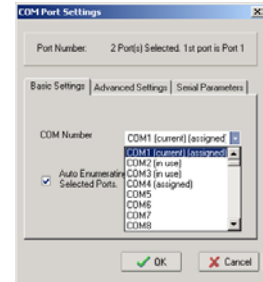 COM Port Settings
Port Number: 2 Port(s) Selected. 1st port is Port 1
Basic Settings Advanced Settings Serial Parameters
COM Number COM1 (current) (assigned)
COM1 (current) (assigned)
COM2 (in use)
Auto Enumerating COM3 (in use)
Selected Ports. COM4 (assigned)
COM5
COM6
COM7
COM8
OK Cancel